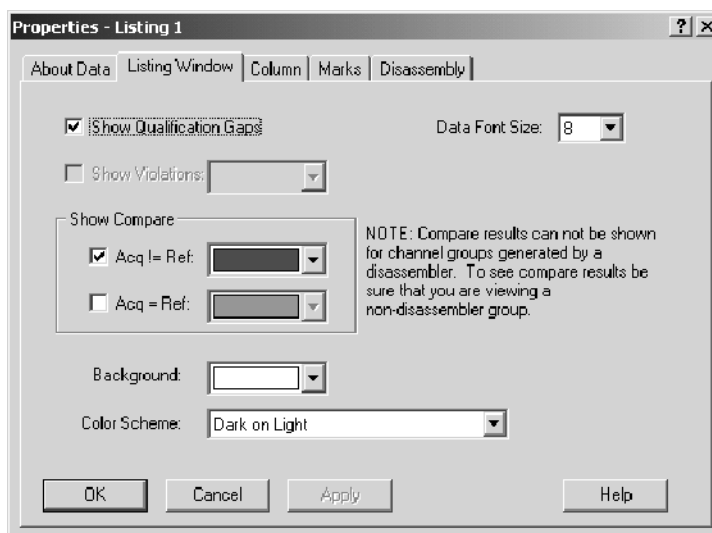 Properties - Listing 1
About Data Listing Window Column Marks Disassembly
Show Qualification Gaps
Data Font Size: 8
Show Violations:
Show Compare
Acq != Ref:
Acq = Ref:
NOTE: Compare results can not be shown
for channel groups generated by a
disassembler. To see compare results be
sure that you are viewing a
non-disassembler group.
Background:
Color Scheme: Dark on Light
OK Cancel Apply Help